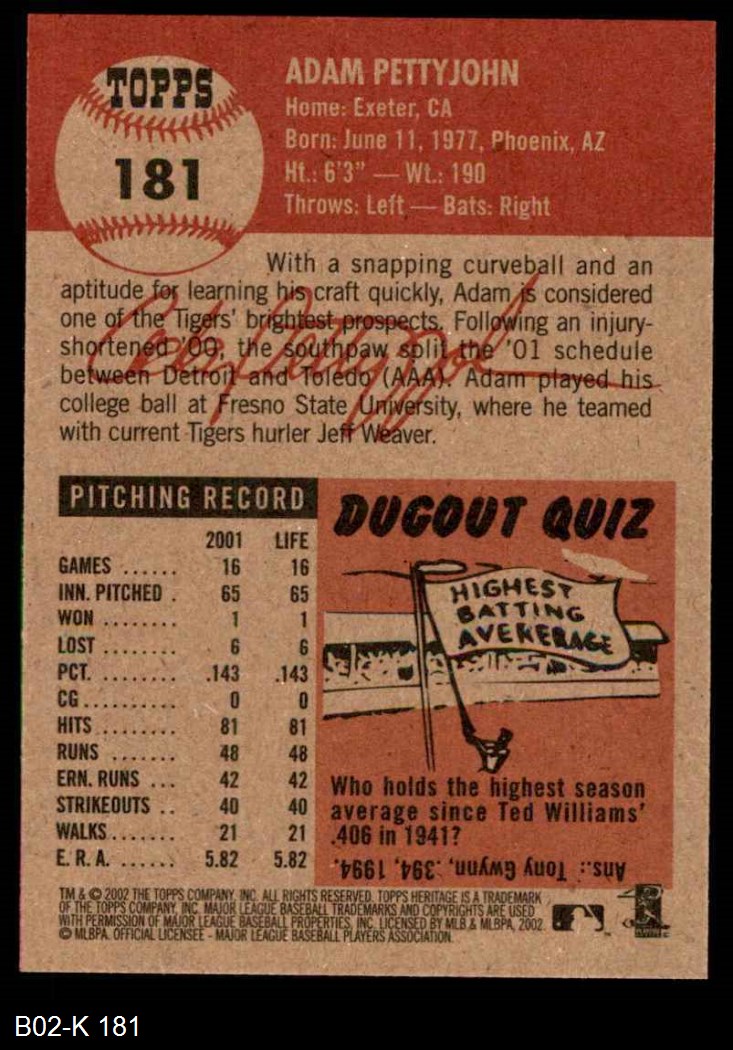 TOPPS
181
ADAM PETTYJOHN
Home: Exeter, CA
Born: June 11, 1977, Phoenix, AZ
Ht.: 6'3" — Wt.: 190
Throws: Left — Bats: Right
With a snapping curveball and an
aptitude for learning his craft quickly, Adam is considered
one of the Tigers' brightest prospects. Following an injury-
shortened '00, the southpaw split the '01 schedule
between Detroit and Toledo (AAA). Adam played his
college ball at Fresno State University, where he teamed
with current Tigers hurler Jeff Weaver.
PITCHING RECORD
2001 LIFE
GAMES ...... 16 16
INN. PITCHED . 65 65
WON ........ 1 1
LOST ........ 6 6
PCT. ........ .143 .143
CG .......... 0 0
HITS ........ 81 81
RUNS ....... 48 48
ERN. RUNS ... 42 42
STRIKEOUTS .. 40 40
WALKS ....... 21 21
E. R. A. ...... 5.82 5.82
DUGOUT QUIZ
HIGHEST
BATTING
AVEKERAGE
Who holds the highest season
average since Ted Williams'
.406 in 1941?
Ans.: Tony Gwynn, .394, 1994.
TM & © 2002 THE TOPPS COMPANY, INC. ALL RIGHTS RESERVED. TOPPS HERITAGE IS A TRADEMARK
OF THE TOPPS COMPANY, INC. MAJOR LEAGUE BASEBALL TRADEMARKS AND COPYRIGHTS ARE USED
WITH PERMISSION OF MAJOR LEAGUE BASEBALL PROPERTIES, INC. LICENSED BY MLB & MLBPA, 2002.
© MLBPA. OFFICIAL LICENSEE - MAJOR LEAGUE BASEBALL PLAYERS ASSOCIATION.
B02-K 181